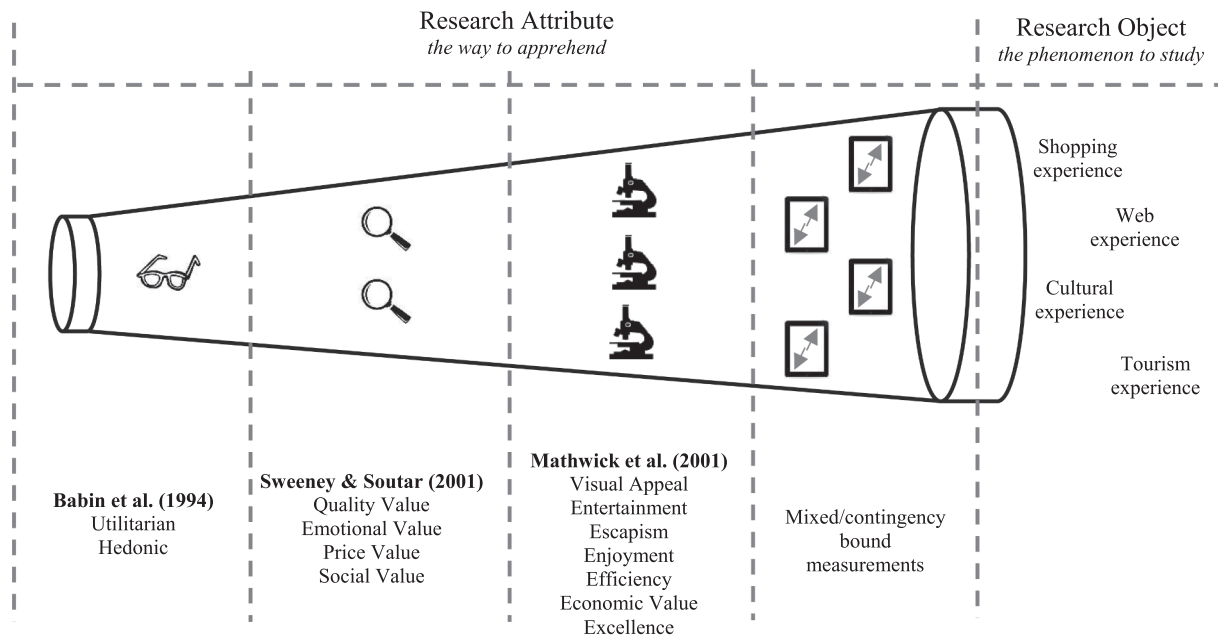 Research Attribute
the way to apprehend
Research Object
the phenomenon to study
Shopping
experience
Web
experience
Cultural
experience
Tourism
experience
Babin et al. (1994)
Utilitarian
Hedonic
Sweeney & Soutar (2001)
Quality Value
Emotional Value
Price Value
Social Value
Mathwick et al. (2001)
Visual Appeal
Entertainment
Escapism
Enjoyment
Efficiency
Economic Value
Excellence
Mixed/contingency
bound
measurements